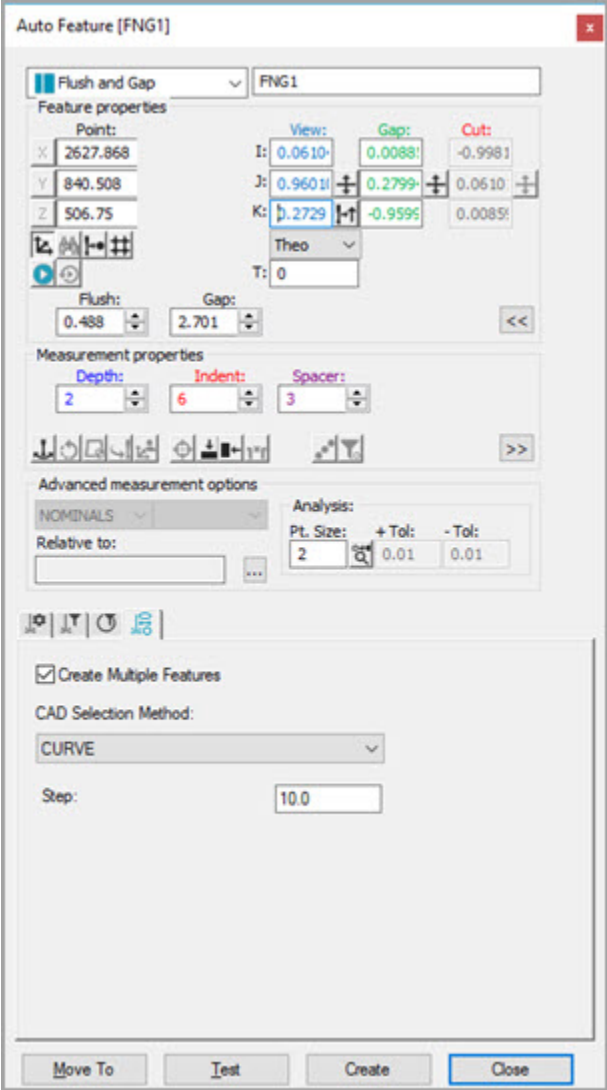 Auto Feature [FNG1]
x
Flush and Gap FNG1
Feature properties
Point: View: Gap: Cut:
X 2627.868 I: 0.0610 0.0088 -0.9981
Y 840.508 J: 0.9601 0.2799 0.0610
Z 506.75 K: 0.2729 -0.9599 0.0085
Theo
T: 0
Flush: Gap:
0.488 2.701 <<
Measurement properties
Depth: Indent: Spacer:
2 6 3
>>
Advanced measurement options
NOMINALS
Analysis:
Relative to: Pt. Size: + Tol: - Tol:
2 0.01 0.01
...
Create Multiple Features
CAD Selection Method:
CURVE
Step: 10.0
Move To Test Create Close